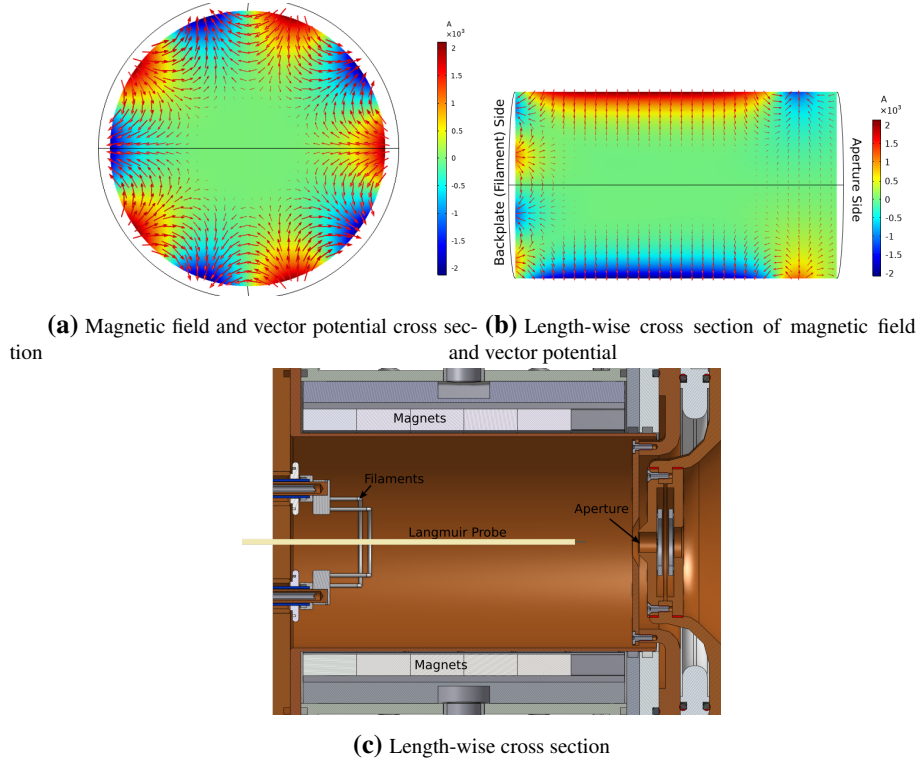 A
×10³
2
1.5
1
0.5
0
-0.5
-1
-1.5
-2
Backplate (Filament) Side
Aperture Side
A
×10³
2
1.5
1
0.5
0
-0.5
-1
-1.5
-2
(a) Magnetic field and vector potential cross sec-
tion
(b) Length-wise cross section of magnetic field
and vector potential
Magnets
Filaments
Langmuir Probe
Aperture
Magnets
(c) Length-wise cross section